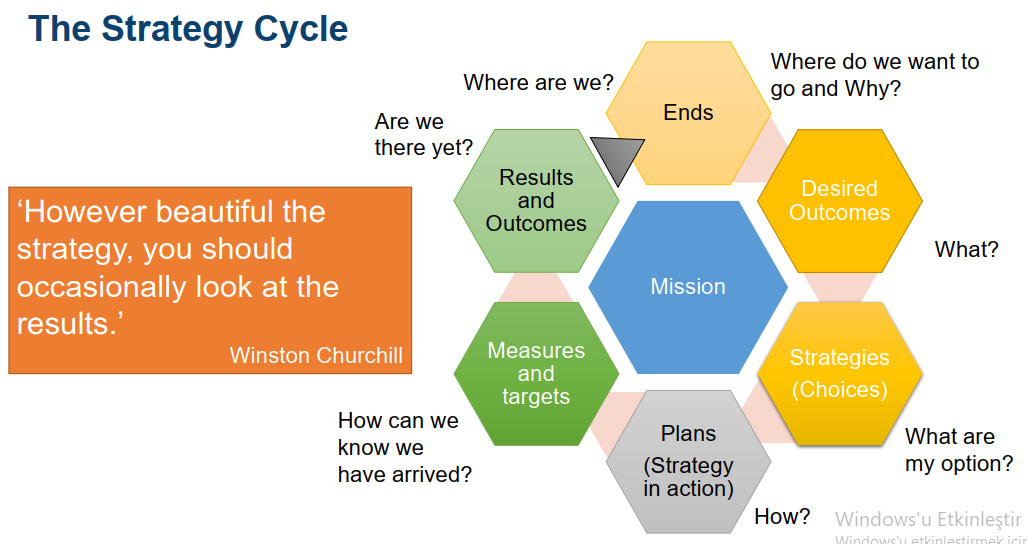 The Strategy Cycle
Where are we?
Ends
Where do we want to
go and Why?
Are we
there yet?
Results
and
Outcomes
Desired
Outcomes
‘However beautiful the
strategy, you should
occasionally look at the
results.’
Winston Churchill
Mission
What?
Measures
and
targets
Strategies
(Choices)
How can we
know we
have arrived?
Plans
(Strategy
in action)
What are
my option?
How?
Windows'u Etkinleştir
Windows'u etkinleştirmek için